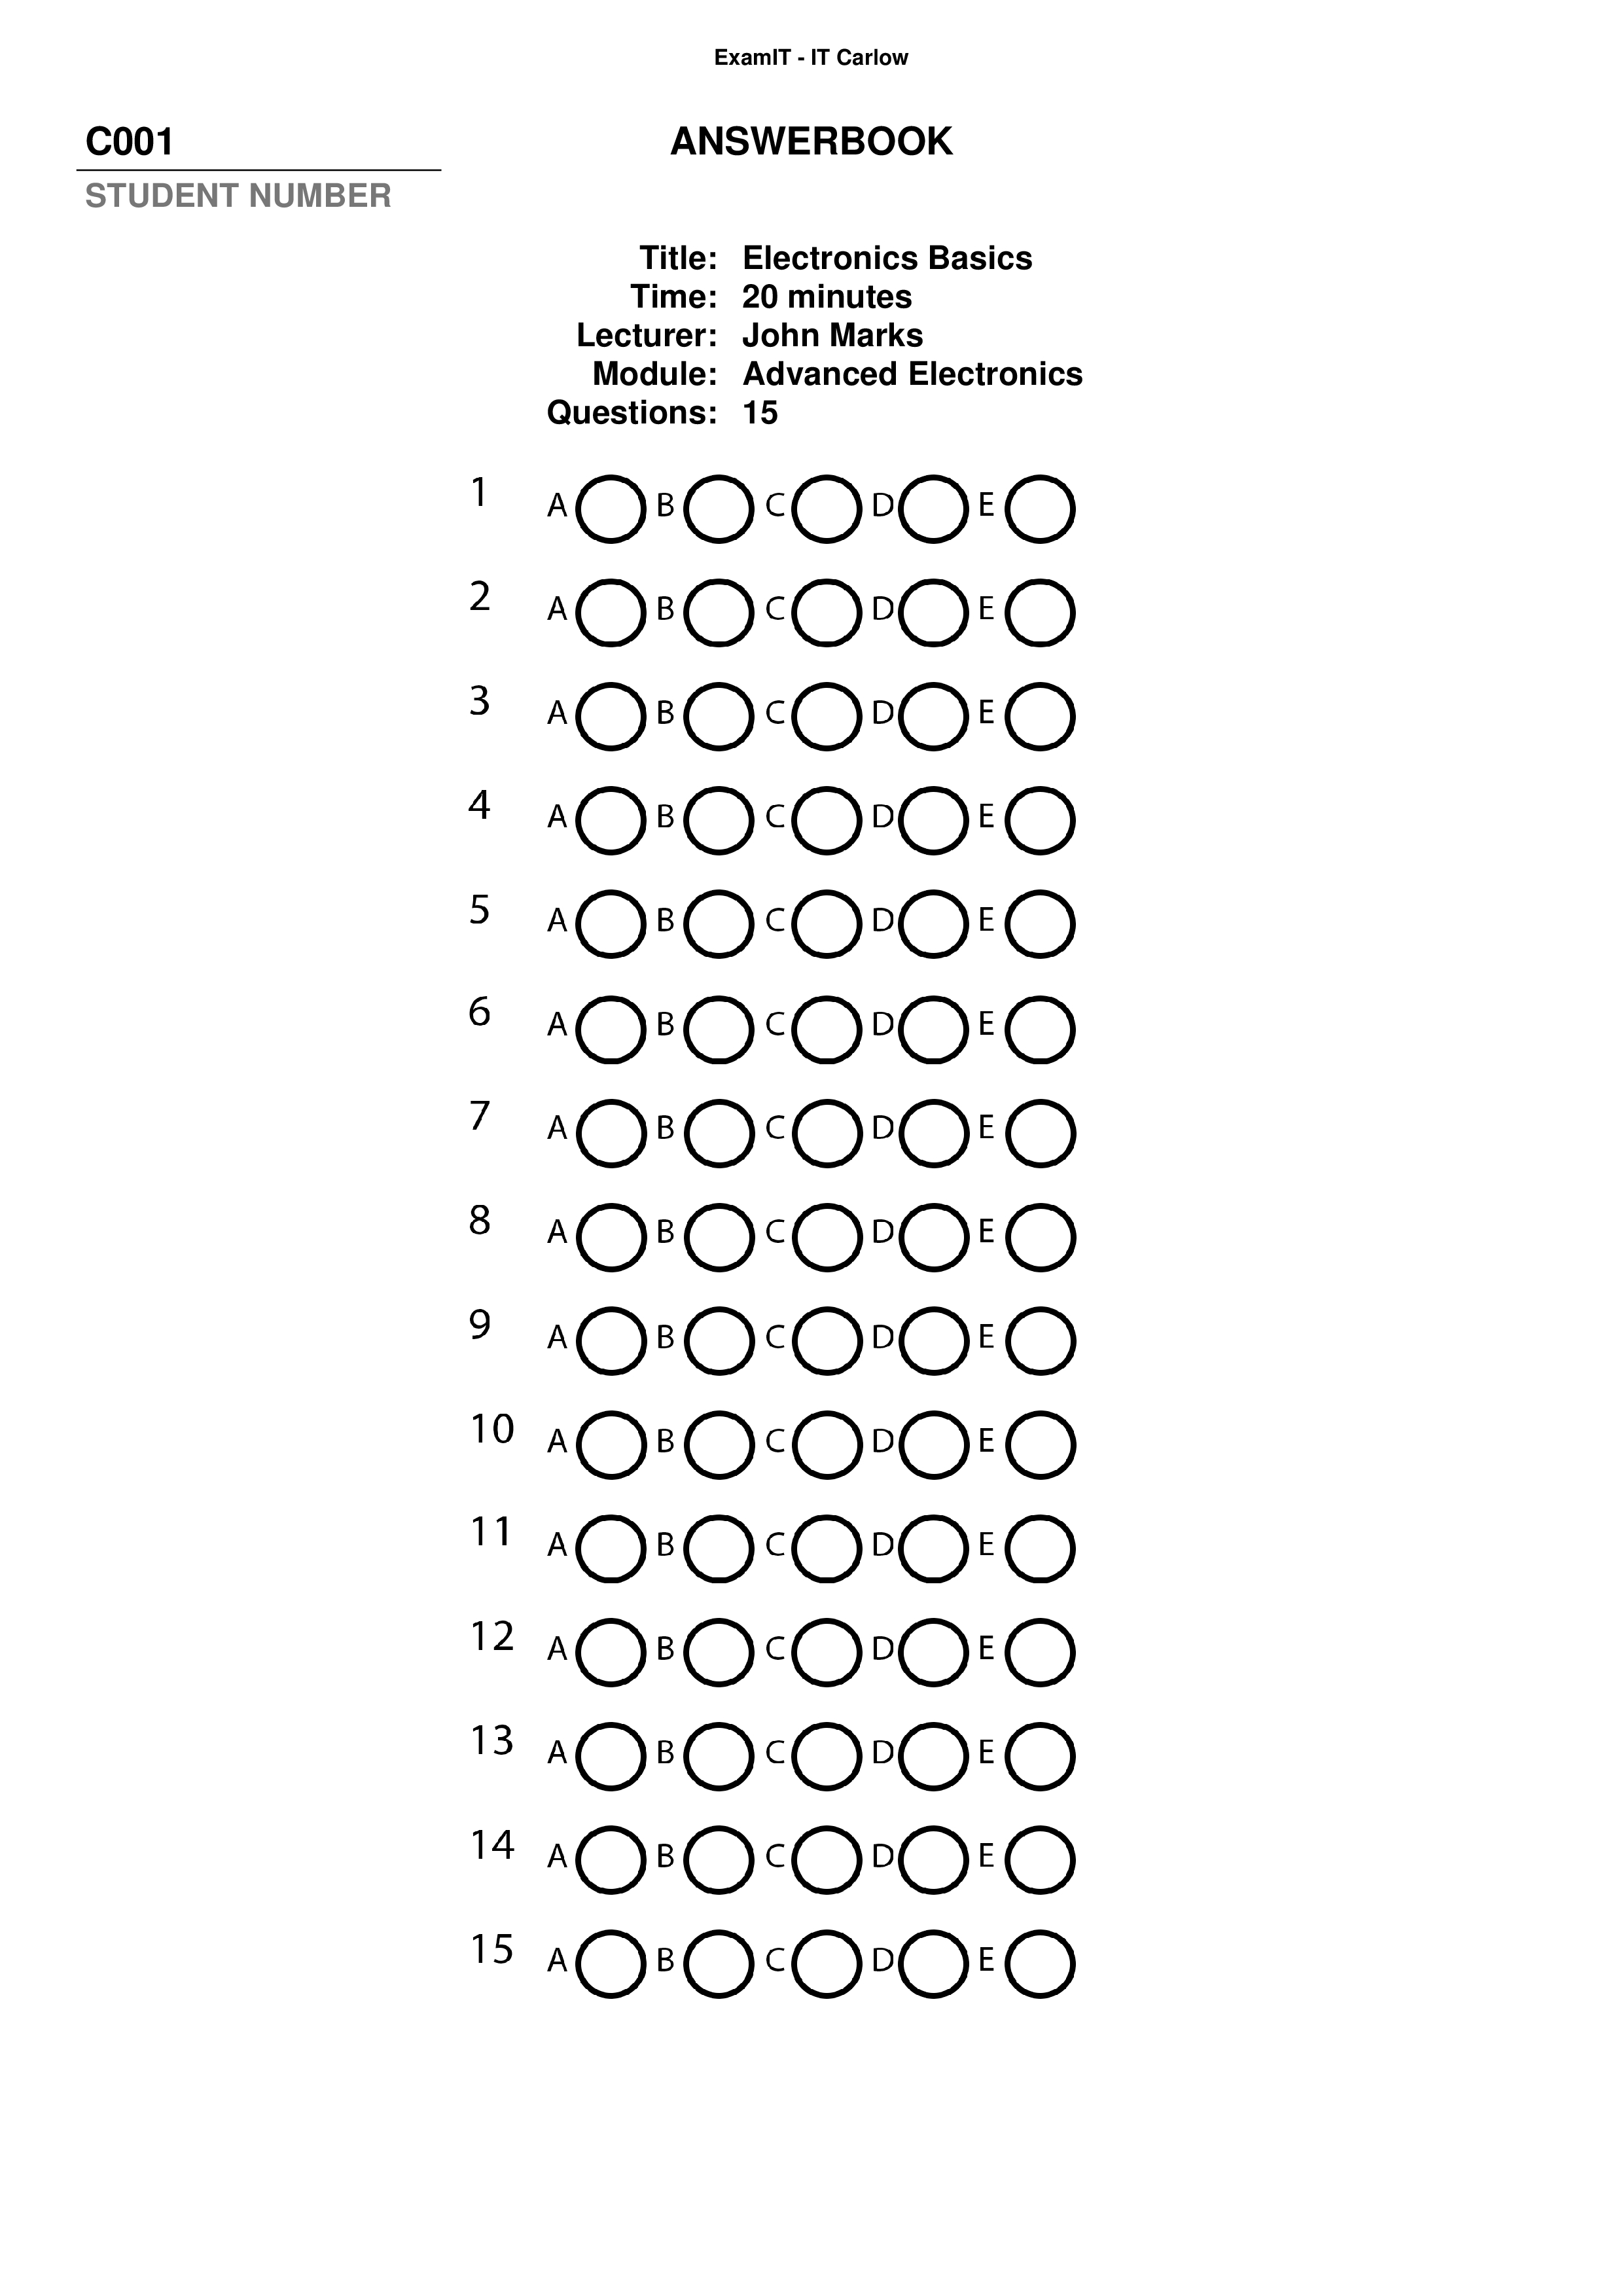 ExamIT - IT Carlow
C001 ANSWERBOOK
STUDENT NUMBER
Title: Electronics Basics
Time: 20 minutes
Lecturer: John Marks
Module: Advanced Electronics
Questions: 15
1 A B C D E
2 A B C D E
3 A B C D E
4 A B C D E
5 A B C D E
6 A B C D E
7 A B C D E
8 A B C D E
9 A B C D E
10 A B C D E
11 A B C D E
12 A B C D E
13 A B C D E
14 A B C D E
15 A B C D E